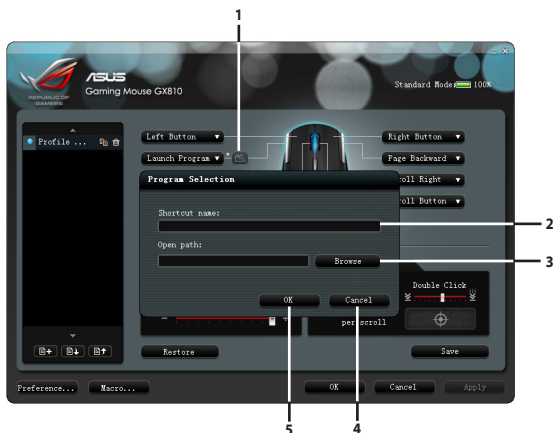 1
REPUBLIC OF
GAMERS
ASUS
Gaming Mouse GX810
Standard Mode: 100%
Profile ...
Left Button
Right Button
Launch Program
Page Backward
roll Right
roll Button
Program Selection
Shortcut name:
2
Open path:
Browse
3
Double Click
OK
Cancel
per scroll
Restore
Save
Preference...
Macro...
OK
Cancel
Apply
5
4